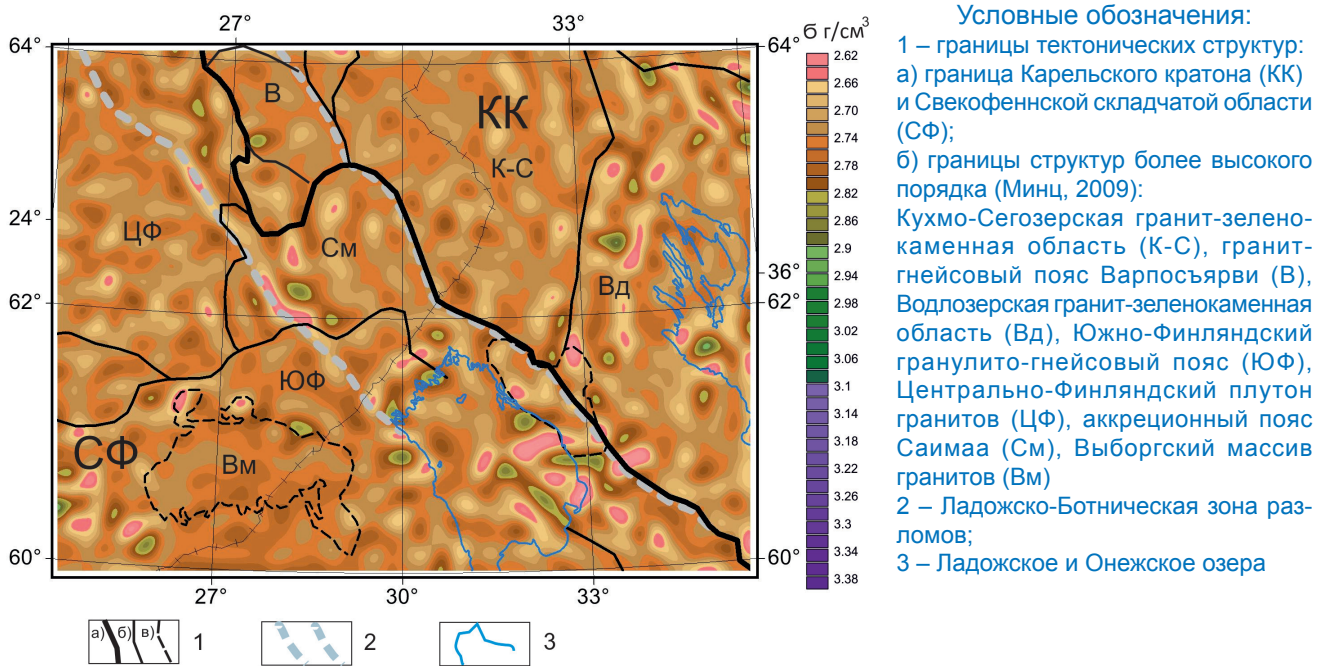 27°
33°
64°
64°
24°
36°
62°
62°
60°
60°
27°
30°
33°
В
КК
К-С
ЦФ
См
Вд
ЮФ
СФ
Вм
б г/см³
2.62
2.66
2.70
2.74
2.78
2.82
2.86
2.9
2.94
2.98
3.02
3.06
3.1
3.14
3.18
3.22
3.26
3.3
3.34
3.38
а) б) в) 1
2
3
Условные обозначения:
1 – границы тектонических структур:
а) граница Карельского кратона (КК)
и Свекофеннской складчатой области
(СФ);
б) границы структур более высокого
порядка (Минц, 2009):
Кухмо-Сегозерская гранит-зелено-
каменная область (К-С), гранит-
гнейсовый пояс Варпосъярви (В),
Водлозерская гранит-зеленокаменная
область (Вд), Южно-Финляндский
гранулито-гнейсовый пояс (ЮФ),
Центрально-Финляндский плутон
гранитов (ЦФ), аккреционный пояс
Саимаа (См), Выборгский массив
гранитов (Вм)
2 – Ладожско-Ботническая зона раз-
ломов;
3 – Ладожское и Онежское озера